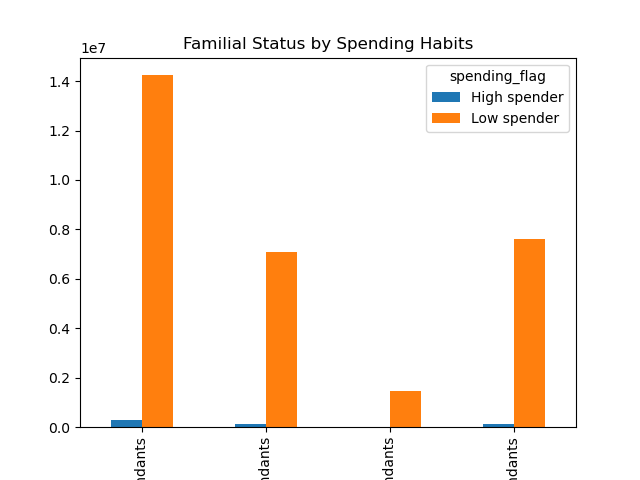 Familial Status by Spending Habits
1e7
spending_flag
High spender
Low spender
1.4
1.2
1.0
0.8
0.6
0.4
0.2
0.0
ndants
ndants
ndants
ndants